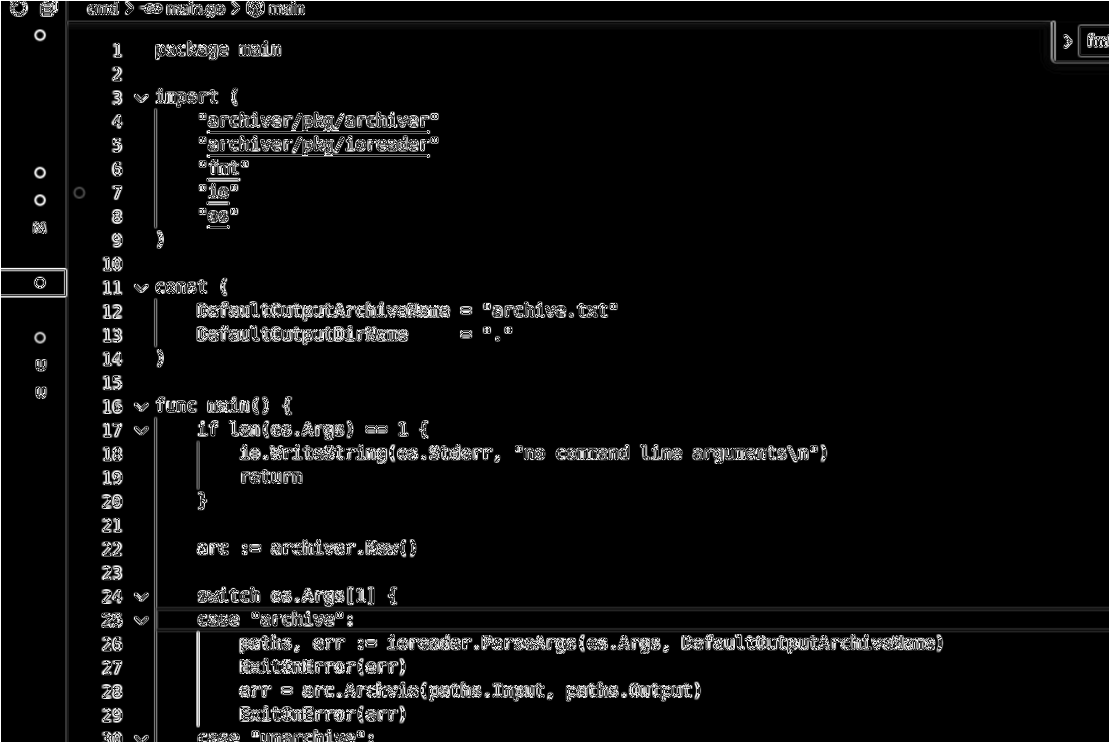 cmd > main.go > main
fmt
1 package main
2
3 import (
4 "archiver/pkg/archiver"
5 "archiver/pkg/ioreader"
6 "fmt"
7 "io"
8 "os"
9 )
10
11 const (
12 DefaultOutputArchiveName = "archive.txt"
13 DefaultOutputDirName = "."
14 )
15
16 func main() {
17 if len(os.Args) == 1 {
18 io.WriteString(os.Stderr, "no command line arguments\n")
19 return
20 }
21
22 arc := archiver.New()
23
24 switch os.Args[1] {
25 case "archive":
26 paths, err := ioreader.ParseArgs(os.Args, DefaultOutputArchiveName)
27 ExitOnError(err)
28 err = arc.Archvie(paths.Input, paths.Output)
29 ExitOnError(err)
30 case "unarchive":
M
U
U